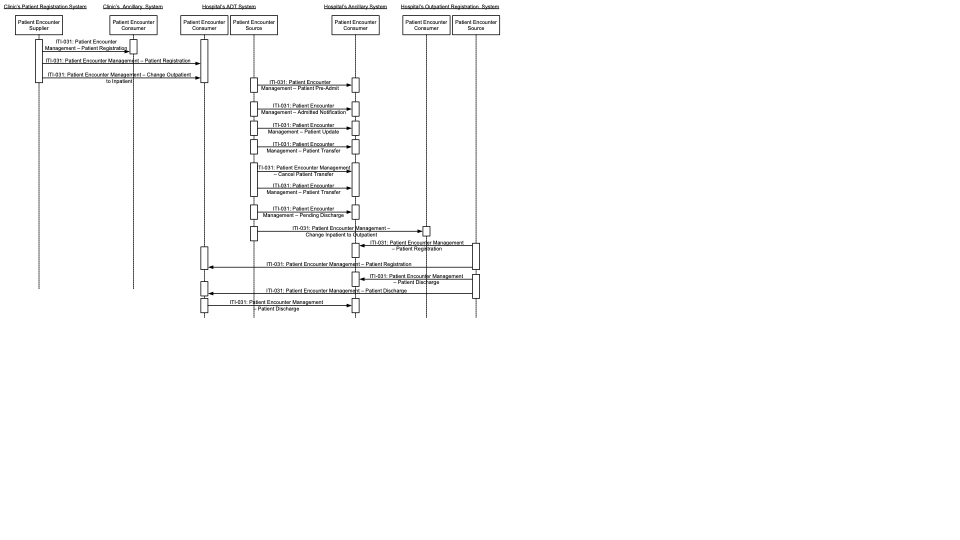 Clinic's Patient Registration System
Clinic's Ancillary. System
Hospital's ADT System
Hospital's Ancillary System
Hospital's Outpatient Registration. System
Patient Encounter
Supplier
Patient Encounter
Consumer
Patient Encounter
Consumer
Patient Encounter
Source
Patient Encounter
Consumer
Patient Encounter
Consumer
Patient Encounter
Source
ITI-031: Patient Encounter
Management – Patient Registration
ITI-031: Patient Encounter Management – Patient Registration
ITI-031: Patient Encounter Management – Change Outpatient
to Inpatient
ITI-031: Patient Encounter
Management – Patient Pre-Admit
ITI-031: Patient Encounter
Management – Admitted Notification
ITI-031: Patient Encounter
Management – Patient Update
ITI-031: Patient Encounter
Management – Patient Transfer
ITI-031: Patient Encounter Management
– Cancel Patient Transfer
ITI-031: Patient Encounter
Management – Patient Transfer
ITI-031: Patient Encounter
Management – Pending Discharge
ITI-031: Patient Encounter Management –
Change Inpatient to Outpatient
ITI-031: Patient Encounter Management
– Patient Registration
ITI-031: Patient Encounter Management – Patient Registration
ITI-031: Patient Encounter Management
– Patient Discharge
ITI-031: Patient Encounter Management – Patient Discharge
ITI-031: Patient Encounter Management
– Patient Discharge